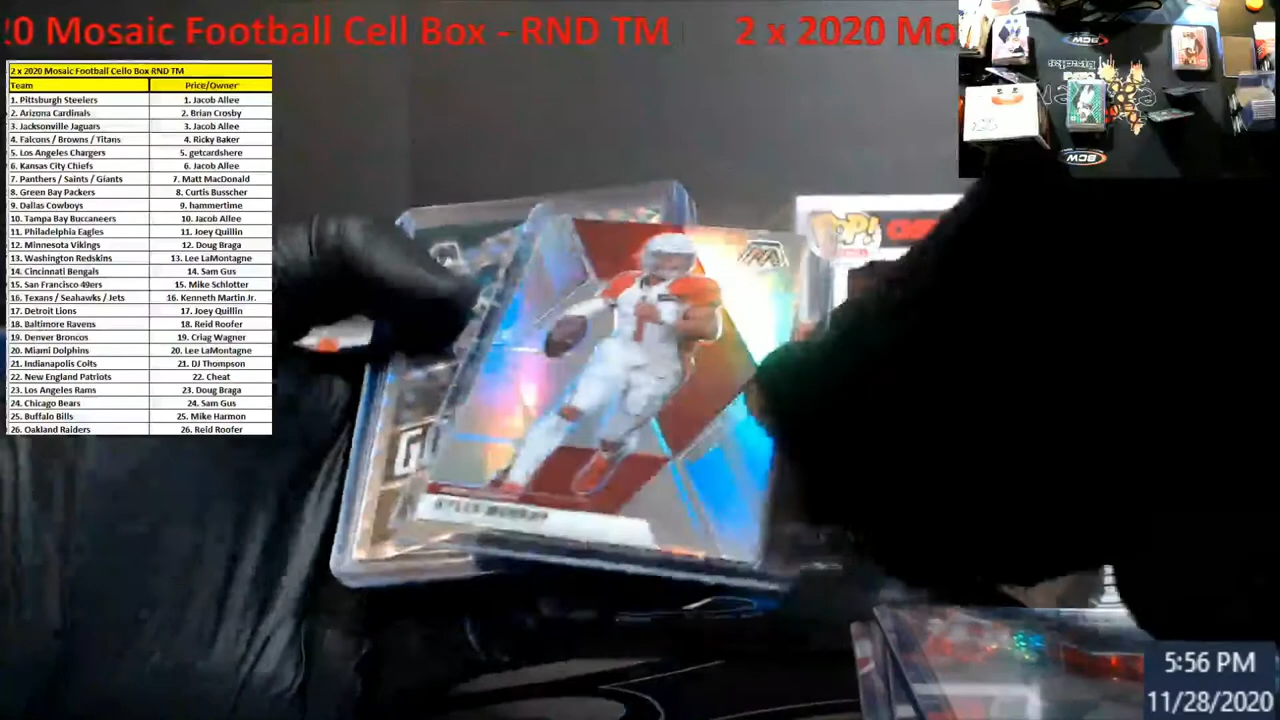 20 Mosaic Football Cell Box - RND TM 2 x 2020 Mo
2 x 2020 Mosaic Football Cello Box RND TM
Team Price/Owner
1. Pittsburgh Steelers 1. Jacob Allee
2. Arizona Cardinals 2. Brian Crosby
3. Jacksonville Jaguars 3. Jacob Allee
4. Falcons / Browns / Titans 4. Ricky Baker
5. Los Angeles Chargers 5. getcardshere
6. Kansas City Chiefs 6. Jacob Allee
7. Panthers / Saints / Giants 7. Matt MacDonald
8. Green Bay Packers 8. Curtis Busscher
9. Dallas Cowboys 9. hammertime
10. Tampa Bay Buccaneers 10. Jacob Allee
11. Philadelphia Eagles 11. Joey Quillin
12. Minnesota Vikings 12. Doug Braga
13. Washington Redskins 13. Lee LaMontagne
14. Cincinnati Bengals 14. Sam Gus
15. San Francisco 49ers 15. Mike Schlotter
16. Texans / Seahawks / Jets 16. Kenneth Martin Jr.
17. Detroit Lions 17. Joey Quillin
18. Baltimore Ravens 18. Reid Roofer
19. Denver Broncos 19. Criag Wagner
20. Miami Dolphins 20. Lee LaMontagne
21. Indianapolis Colts 21. DJ Thompson
22. New England Patriots 22. Cheat
23. Los Angeles Rams 23. Doug Braga
24. Chicago Bears 24. Sam Gus
25. Buffalo Bills 25. Mike Harmon
26. Oakland Raiders 26. Reid Roofer
BCW
BCW
POP!
KYLER MURRAY
5:56 PM
11/28/2020